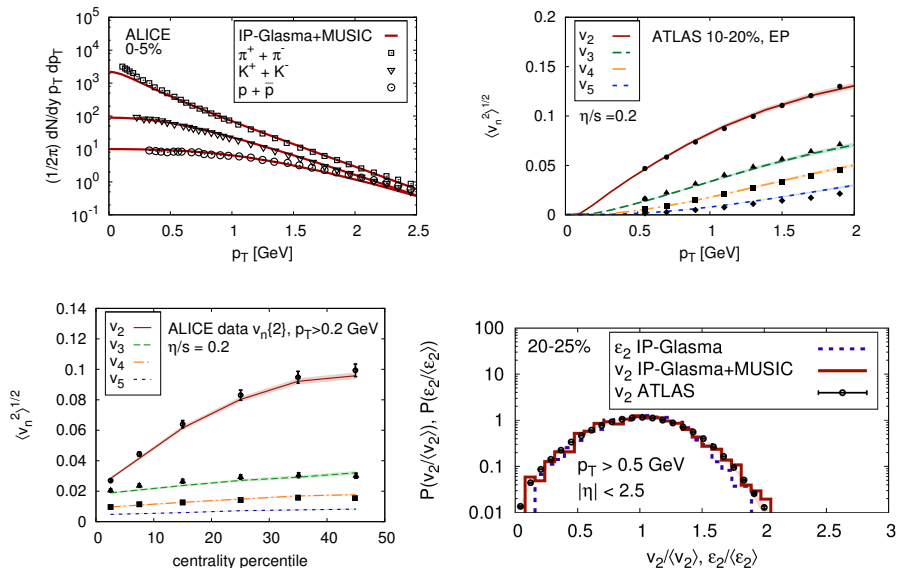 ALICE
0-5%
IP-Glasma+MUSIC
π⁺ + π⁻
K⁺ + K⁻
p + p̄
(1/2π) dN/dy p_T dp_T
10⁵
10⁴
10³
10²
10¹
10⁰
10⁻¹
0 0.5 1 1.5 2 2.5
p_T [GeV]
v₂
v₃
v₄
v₅
ATLAS 10-20%, EP
η/s =0.2
⟨v_n²⟩^1/2
0.2
0.15
0.1
0.05
0
0 0.5 1 1.5 2
p_T [GeV]
v₂
v₃
v₄
v₅
ALICE data v_n{2}, p_T>0.2 GeV
η/s = 0.2
⟨v_n²⟩^1/2
0.14
0.12
0.1
0.08
0.06
0.04
0.02
0
0 10 20 30 40 50
centrality percentile
20-25%
ε₂ IP-Glasma
v₂ IP-Glasma+MUSIC
v₂ ATLAS
p_T > 0.5 GeV
|η| < 2.5
P(v₂/⟨v₂⟩), P(ε₂/⟨ε₂⟩)
100
10
1
0.1
0.01
0 0.5 1 1.5 2 2.5 3
v₂/⟨v₂⟩, ε₂/⟨ε₂⟩